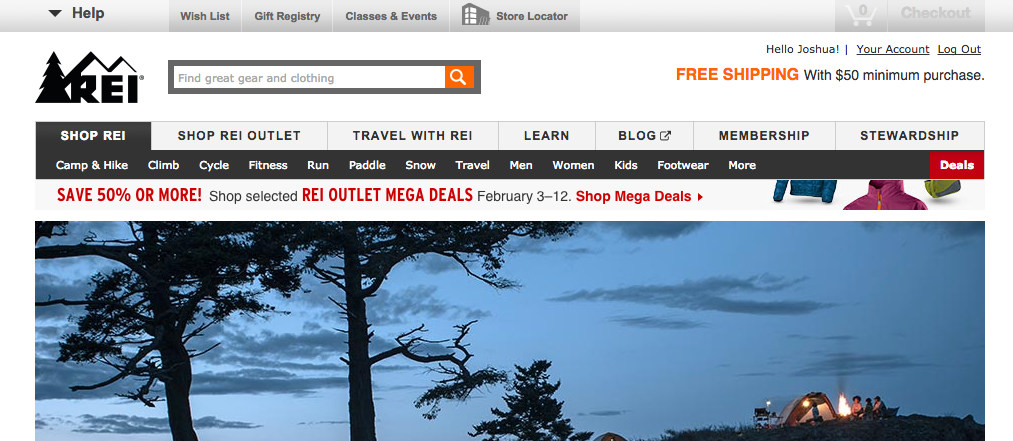 Help
Wish List
Gift Registry
Classes & Events
Store Locator
0
Checkout
Hello Joshua! | Your Account Log Out
REI®
Find great gear and clothing
FREE SHIPPING With $50 minimum purchase.
SHOP REI
SHOP REI OUTLET
TRAVEL WITH REI
LEARN
BLOG
MEMBERSHIP
STEWARDSHIP
Camp & Hike Climb Cycle Fitness Run Paddle Snow Travel Men Women Kids Footwear More Deals
SAVE 50% OR MORE! Shop selected REI OUTLET MEGA DEALS February 3–12. Shop Mega Deals